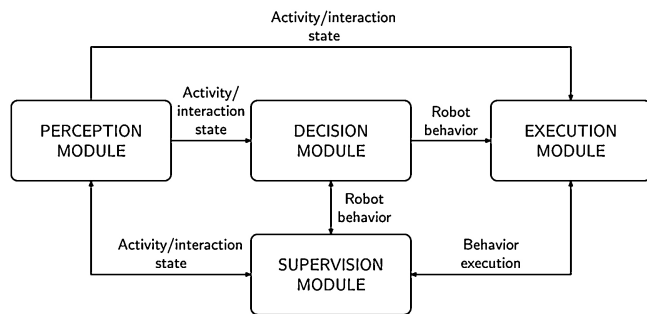 Activity/interaction
state
Activity/
interaction
state
Robot
behavior
PERCEPTION
MODULE
DECISION
MODULE
EXECUTION
MODULE
Robot
behavior
Activity/interaction
state
Behavior
execution
SUPERVISION
MODULE